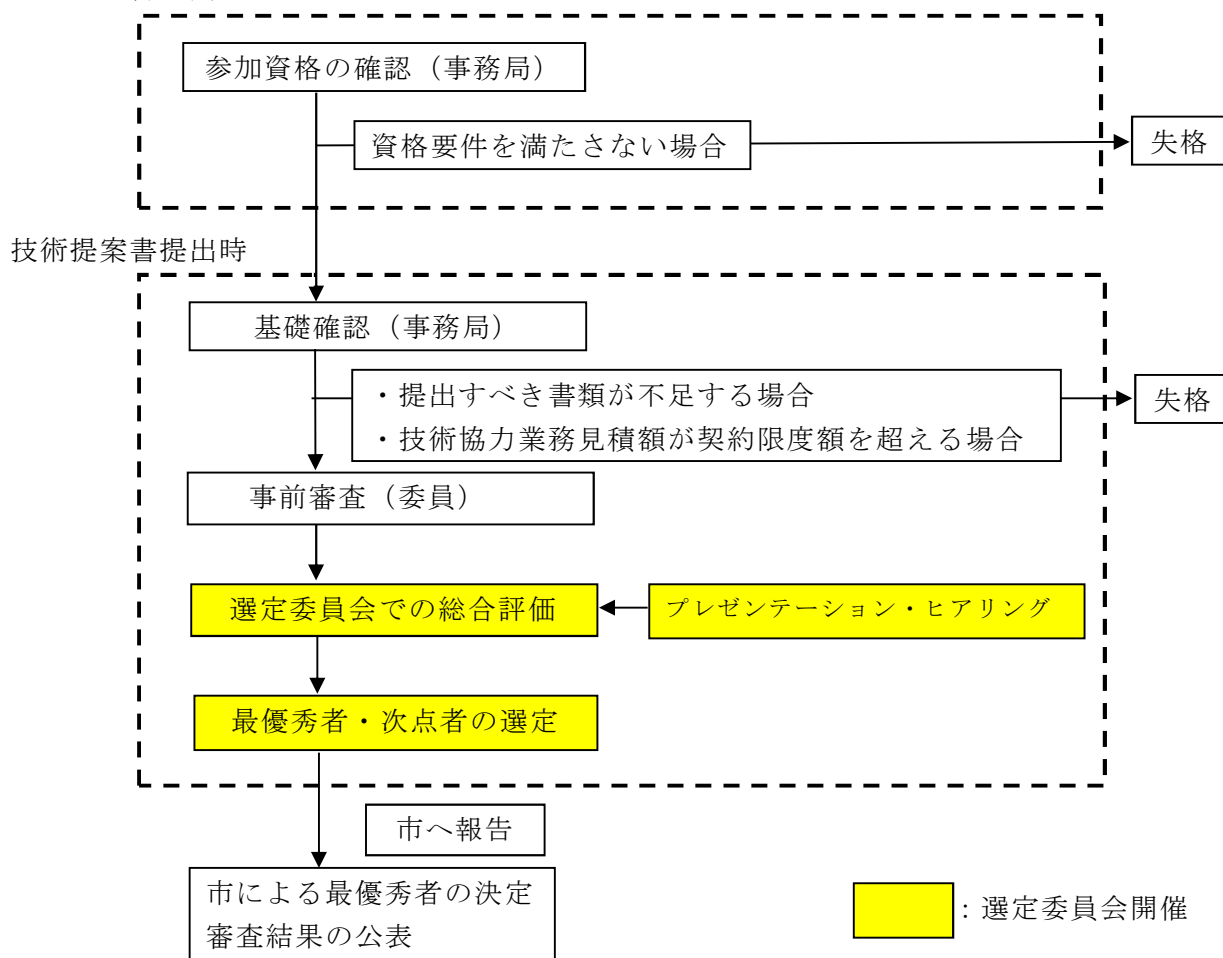 参加資格の確認（事務局）
資格要件を満たさない場合
失格
技術提案書提出時
基礎確認（事務局）
・提出すべき書類が不足する場合
・技術協力業務見積額が契約限度額を超える場合
失格
事前審査（委員）
選定委員会での総合評価
プレゼンテーション・ヒアリング
最優秀者・次点者の選定
市へ報告
市による最優秀者の決定
審査結果の公表
：選定委員会開催